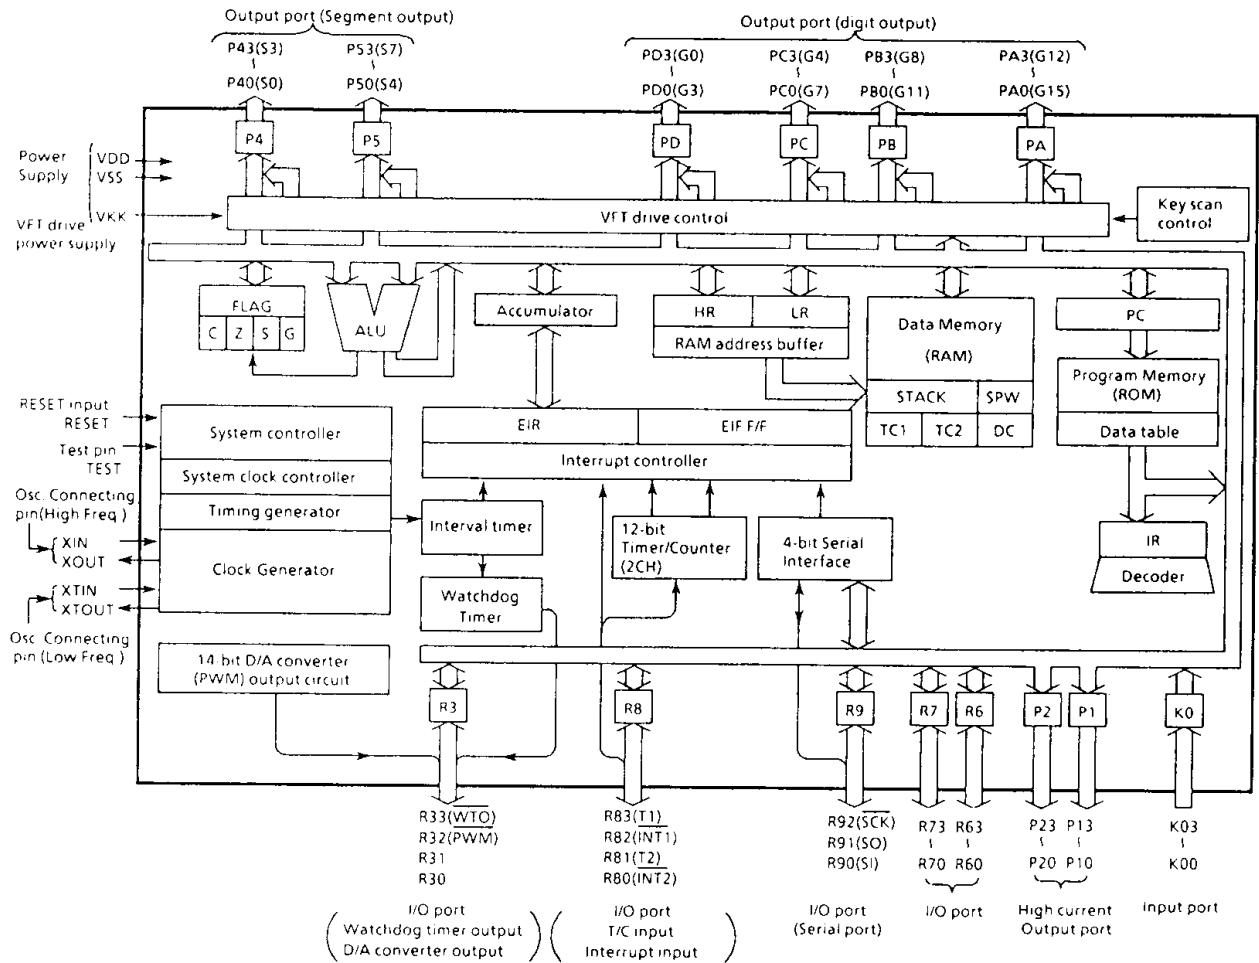 Output port (Segment output)
Output port (digit output)
P43(S3)
P40(S0)
P53(S7)
P50(S4)
PD3(G0)
PD0(G3)
PC3(G4)
PC0(G7)
PB3(G8)
PB0(G11)
PA3(G12)
PA0(G15)
P4
P5
PD
PC
PB
PA
Power
Supply
VDD
VSS
VKK
VFT drive
power supply
VFT drive control
Key scan
control
FLAG
C Z S G
ALU
Accumulator
HR LR
RAM address buffer
Data Memory
(RAM)
STACK SPW
TC1 TC2 DC
PC
Program Memory
(ROM)
Data table
IR
Decoder
RESET input
RESET
Test pin
TEST
Osc. Connecting
pin (High Freq.)
XIN
XOUT
XTIN
XTOUT
Osc. Connecting
pin (Low Freq.)
System controller
System clock controller
Timing generator
Clock Generator
EIR EIF F/F
Interrupt controller
Interval timer
Watchdog
Timer
12-bit
Timer/Counter
(2CH)
4-bit Serial
Interface
14-bit D/A converter
(PWM) output circuit
R3
R8
R9
R7
R6
P2
P1
K0
R33(WTO)
R32(PWM)
R31
R30
I/O port
Watchdog timer output
D/A converter output
R83(T1)
R82(INT1)
R81(T2)
R80(INT2)
I/O port
T/C input
Interrupt input
R92(SCK)
R91(SO)
R90(SI)
I/O port
(Serial port)
R73 R63
R70 R60
I/O port
P23 P13
P20 P10
High current
Output port
K03
K00
Input port